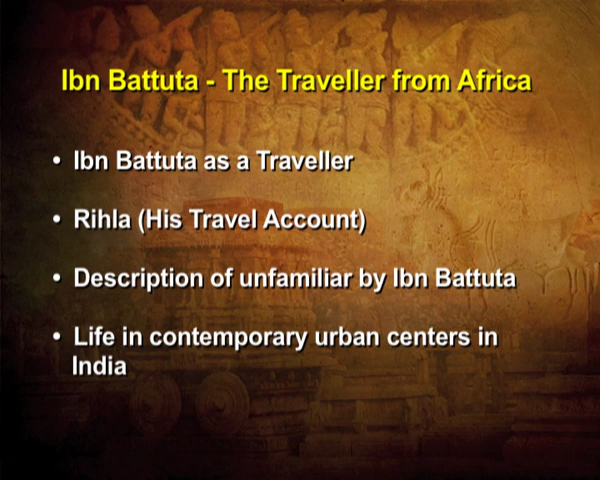 Ibn Battuta - The Traveller from Africa
• Ibn Battuta as a Traveller
• Rihla (His Travel Account)
• Description of unfamiliar by Ibn Battuta
• Life in contemporary urban centers in
India